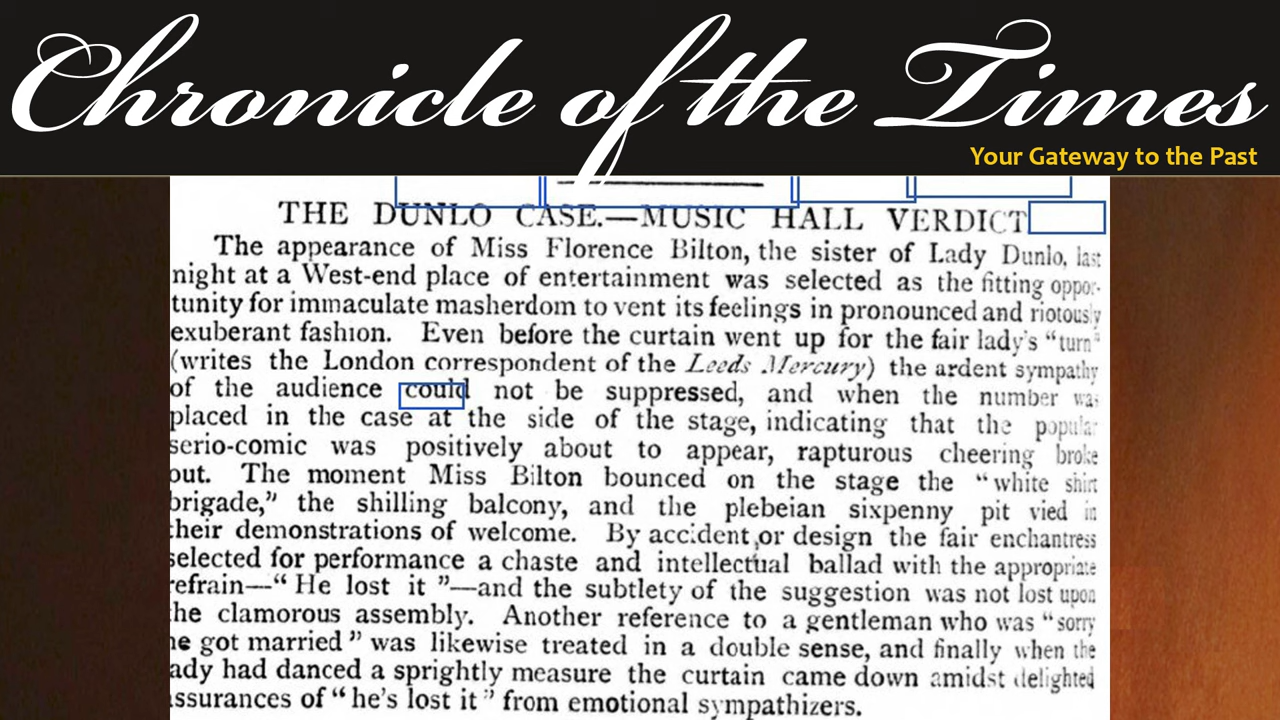 Chronicle of the Times
Your Gateway to the Past
THE DUNLO CASE.—MUSIC HALL VERDICT
The appearance of Miss Florence Bilton, the sister of Lady Dunlo, last
night at a West-end place of entertainment was selected as the fitting oppor-
tunity for immaculate masherdom to vent its feelings in pronounced and riotously
exuberant fashion. Even before the curtain went up for the fair lady's “turn”
(writes the London correspondent of the Leeds Mercury) the ardent sympathy
of the audience could not be suppressed, and when the number was
placed in the case at the side of the stage, indicating that the popular
serio-comic was positively about to appear, rapturous cheering broke
out. The moment Miss Bilton bounced on the stage the “white shirt
brigade,” the shilling balcony, and the plebeian sixpenny pit vied in
their demonstrations of welcome. By accident or design the fair enchantress
selected for performance a chaste and intellectual ballad with the appropriate
refrain—“He lost it”—and the subtlety of the suggestion was not lost upon
the clamorous assembly. Another reference to a gentleman who was “sorry
he got married” was likewise treated in a double sense, and finally when the
lady had danced a sprightly measure the curtain came down amidst delighted
assurances of “he's lost it” from emotional sympathizers.